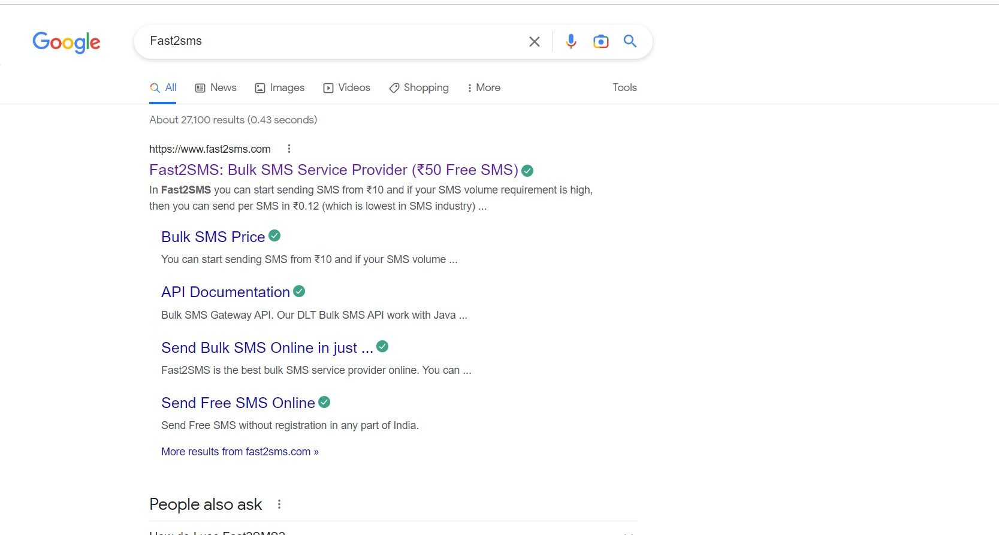 Google
Fast2sms
All News Images Videos Shopping More Tools
About 27,100 results (0.43 seconds)
https://www.fast2sms.com
Fast2SMS: Bulk SMS Service Provider (₹50 Free SMS)
In Fast2SMS you can start sending SMS from ₹10 and if your SMS volume requirement is high,
then you can send per SMS in ₹0.12 (which is lowest in SMS industry) ...
Bulk SMS Price
You can start sending SMS from ₹10 and if your SMS volume ...
API Documentation
Bulk SMS Gateway API. Our DLT Bulk SMS API work with Java ...
Send Bulk SMS Online in just ...
Fast2SMS is the best bulk SMS service provider online. You can ...
Send Free SMS Online
Send Free SMS without registration in any part of India.
More results from fast2sms.com »
People also ask
How do I use Fast2SMS?